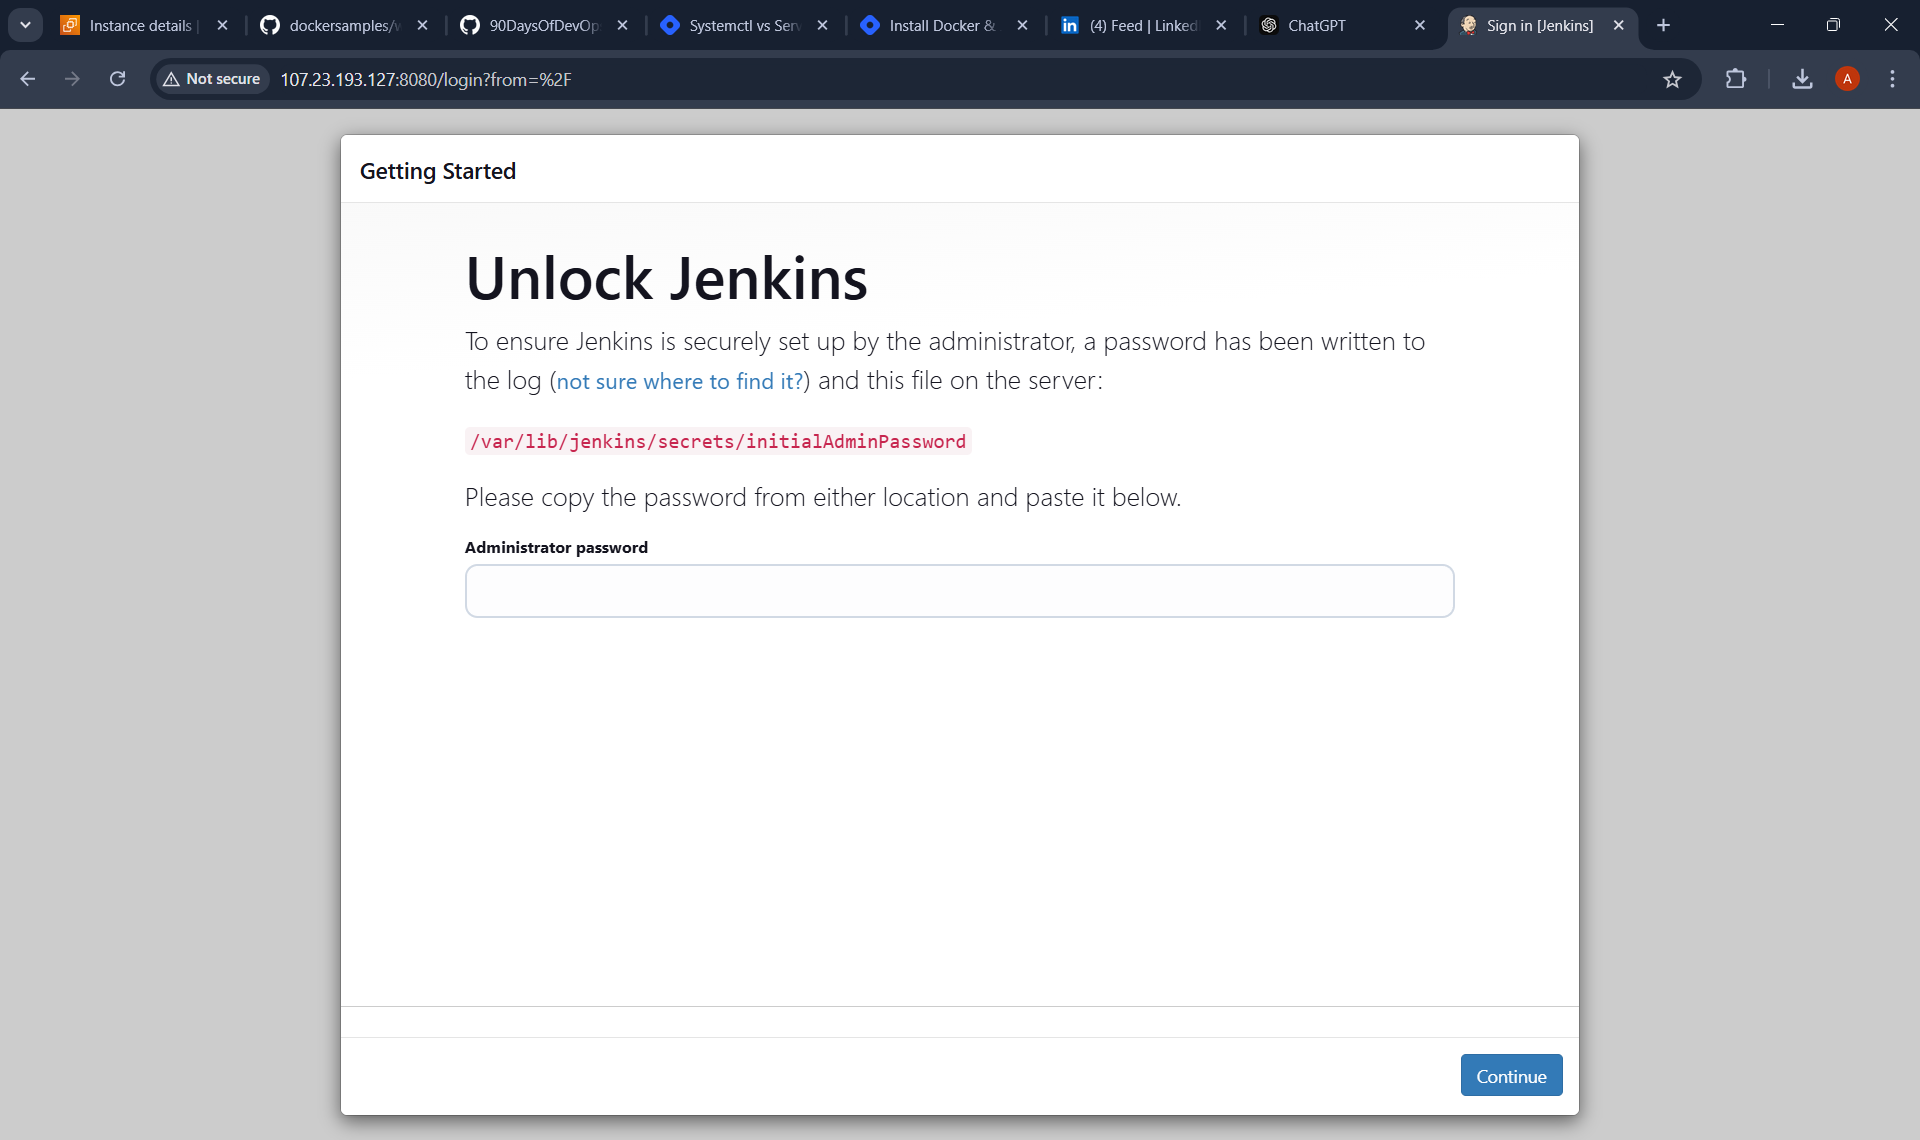 Instance details
dockersamples/
90DaysOfDevOp
Systemctl vs Serv
Install Docker &
(4) Feed | Linked
ChatGPT
Sign in [Jenkins]
Not secure
107.23.193.127:8080/login?from=%2F
A
Getting Started
Unlock Jenkins
To ensure Jenkins is securely set up by the administrator, a password has been written to
the log (not sure where to find it?) and this file on the server:
/var/lib/jenkins/secrets/initialAdminPassword
Please copy the password from either location and paste it below.
Administrator password
Continue